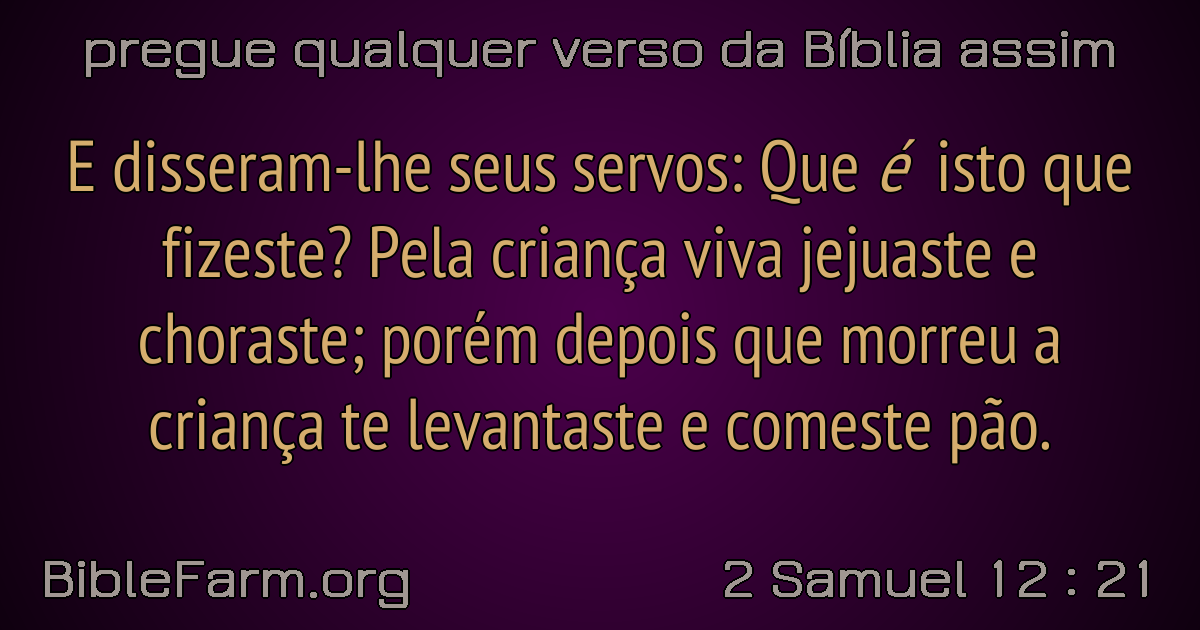 pregue qualquer verso da Bíblia assim
E disseram-lhe seus servos: Que é isto que
fizeste? Pela criança viva jejuaste e
choraste; porém depois que morreu a
criança te levantaste e comeste pão.
BibleFarm.org
2 Samuel 12 : 21